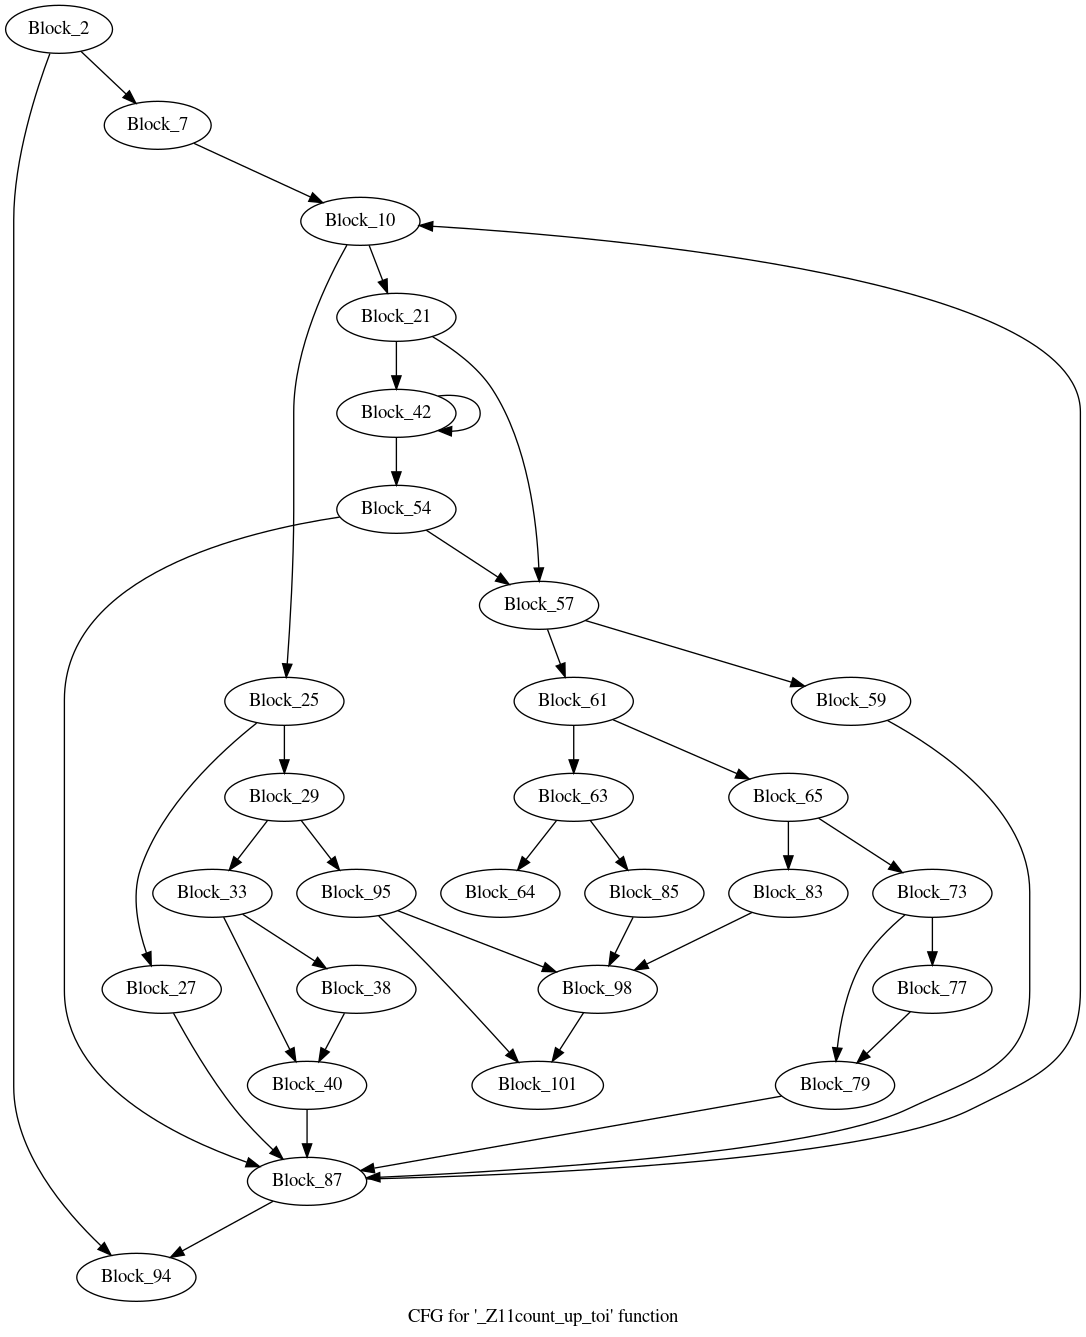 Block_2
Block_7
Block_10
Block_21
Block_42
Block_54
Block_57
Block_25
Block_61
Block_59
Block_29
Block_63
Block_65
Block_33
Block_95
Block_64
Block_85
Block_83
Block_73
Block_27
Block_38
Block_98
Block_77
Block_40
Block_101
Block_79
Block_87
Block_94
CFG for '_Z11count_up_toi' function